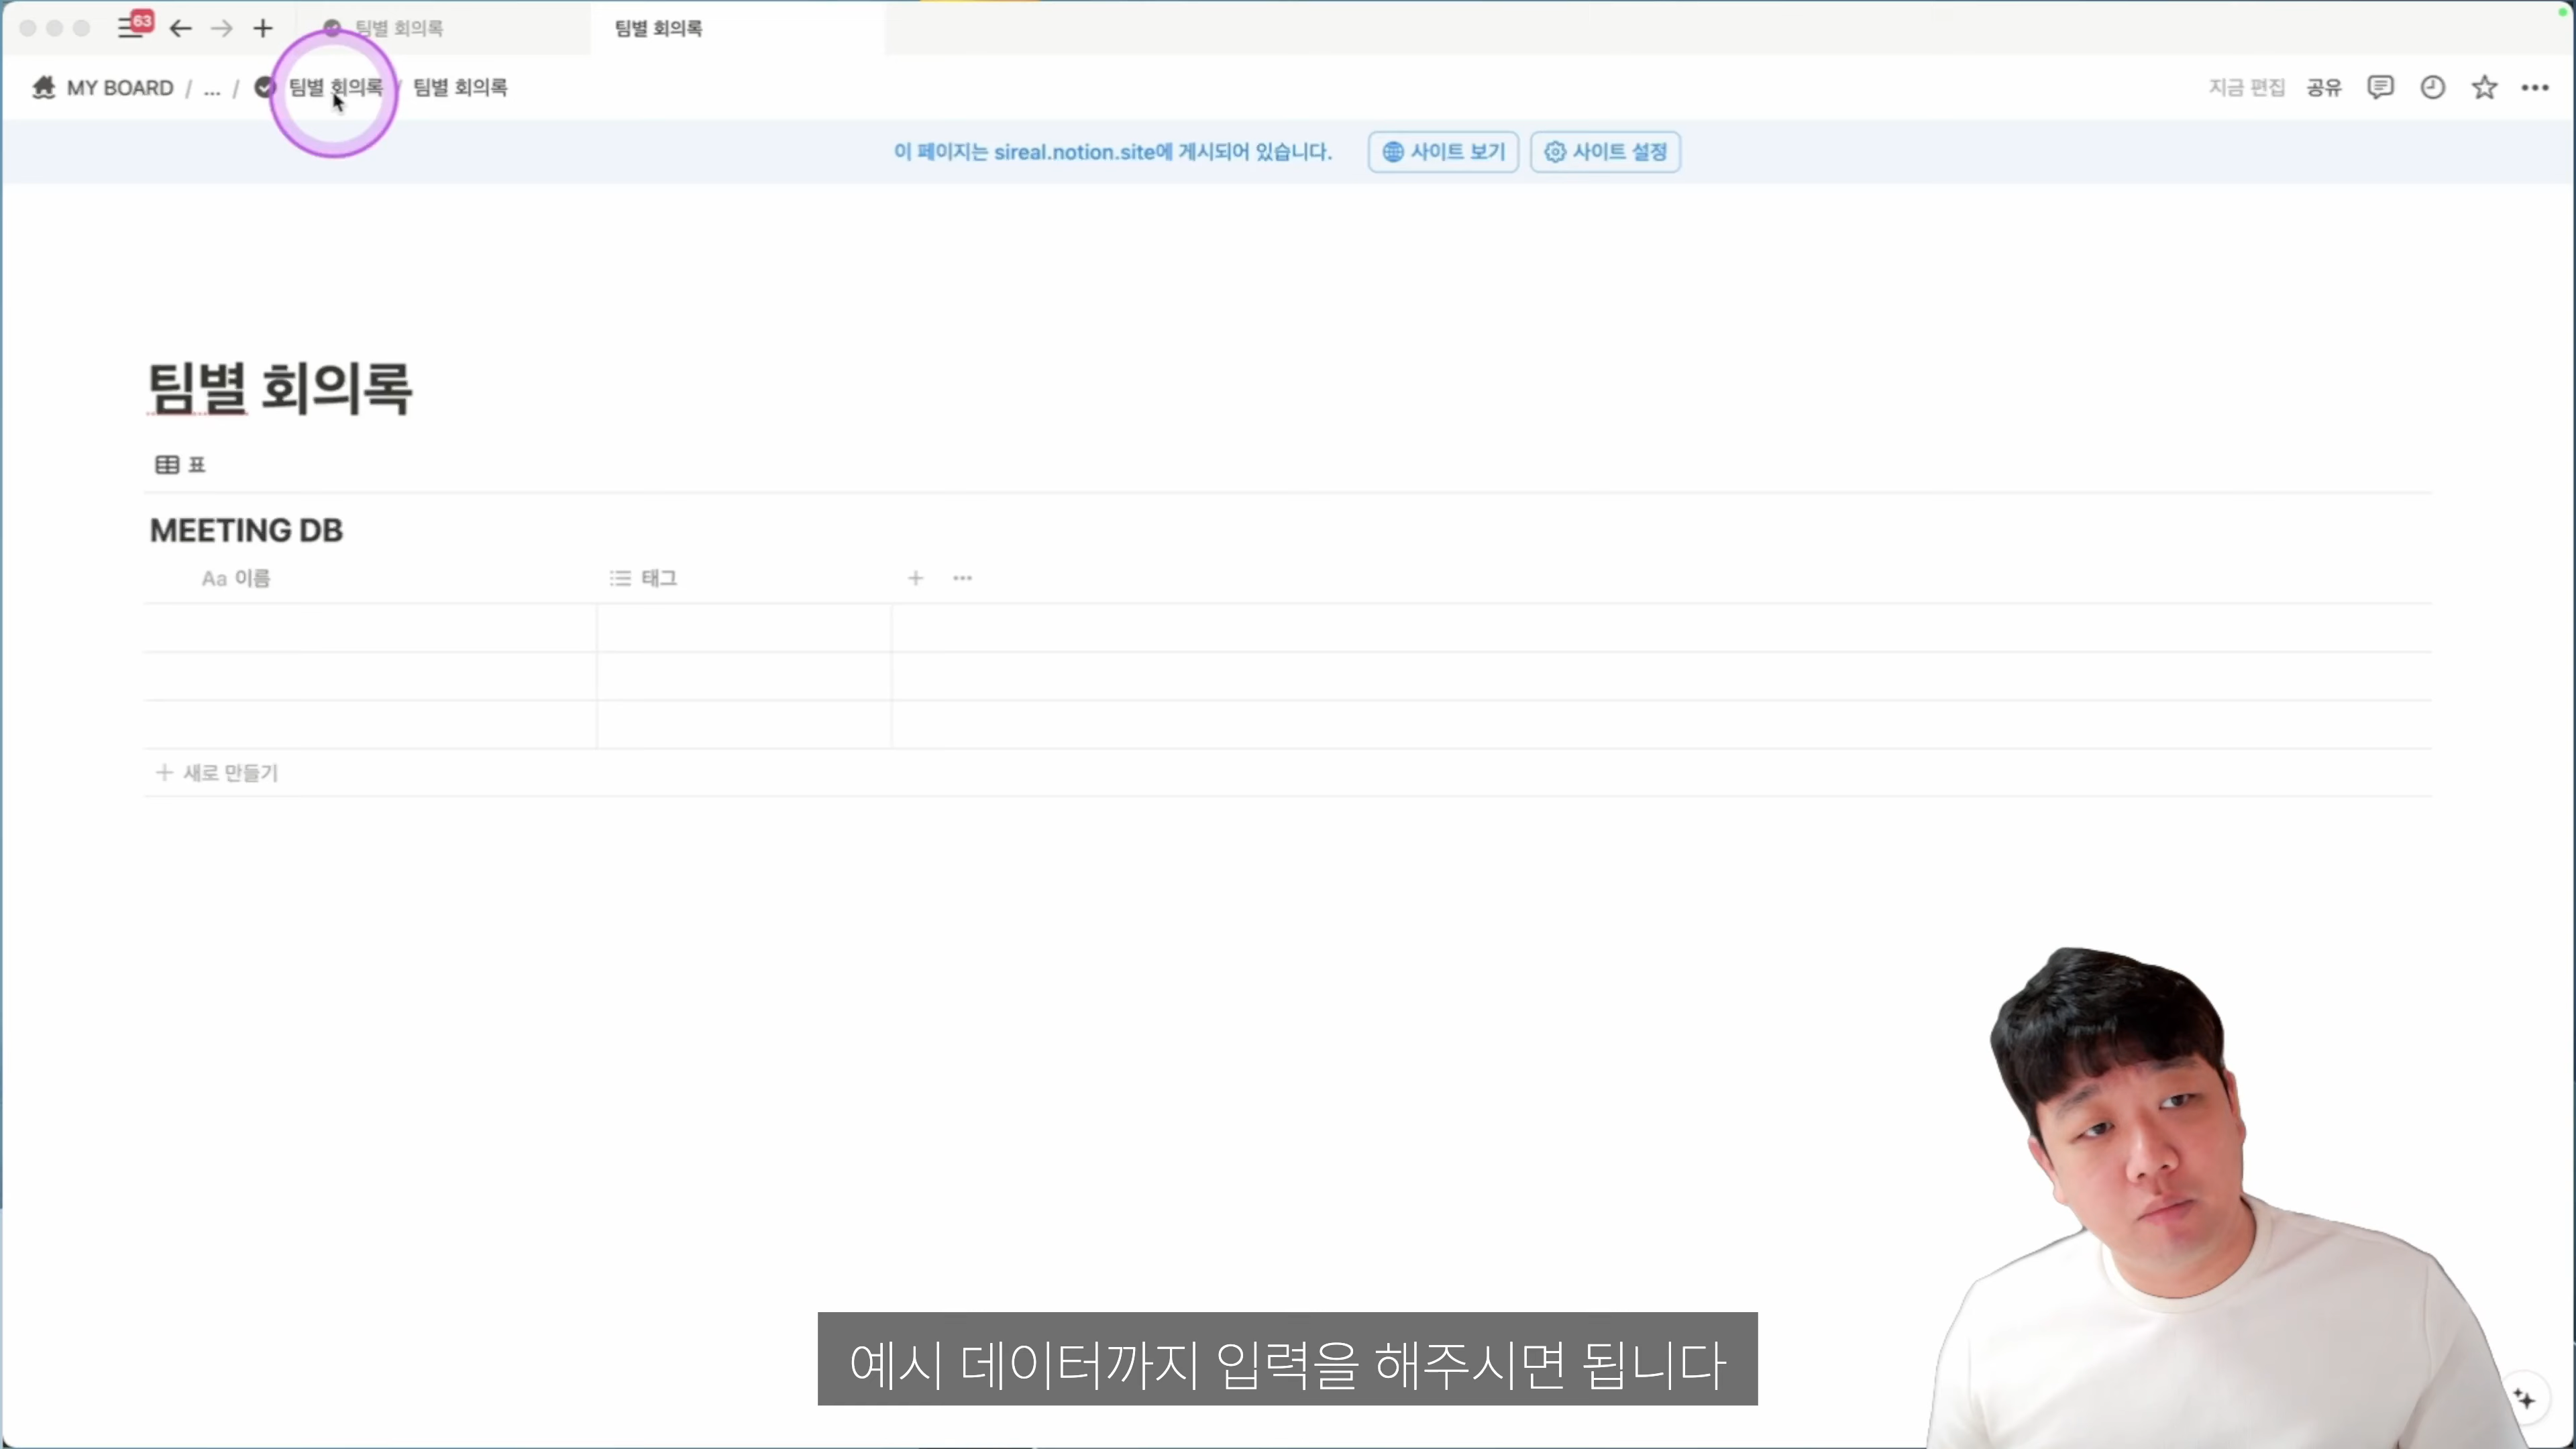 63
팀별 회의록
팀별 회의록
MY BOARD / ... / 팀별 회의록 / 팀별 회의록
지금 편집 공유
이 페이지는 sireal.notion.site에 게시되어 있습니다. 사이트 보기 사이트 설정
팀별 회의록
표
MEETING DB
Aa 이름 태그
+ 새로 만들기
예시 데이터까지 입력을 해주시면 됩니다